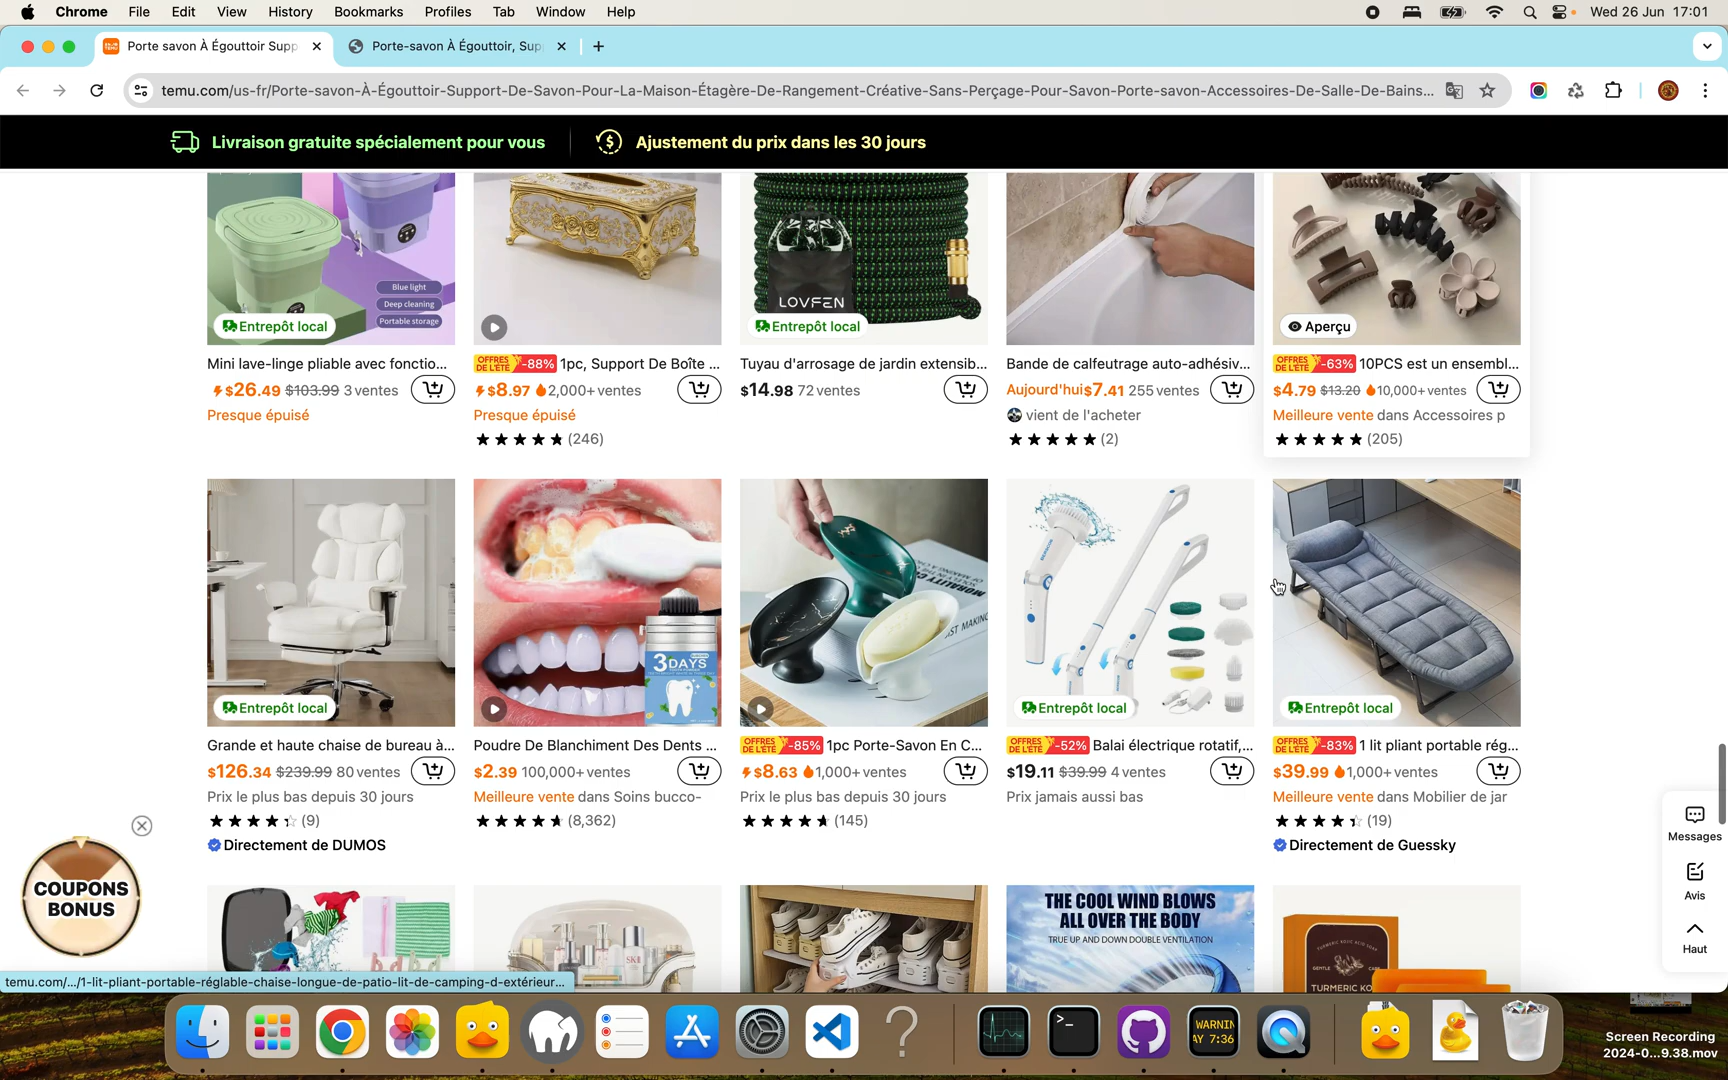 Chrome File Edit View History Bookmarks Profiles Tab Window Help Wed 26 Jun 17:01
Porte savon À Égouttoir Supp
Porte-savon À Égouttoir, Sup
temu.com/us-fr/Porte-savon-À-Égouttoir-Support-De-Savon-Pour-La-Maison-Étagère-De-Rangement-Créative-Sans-Perçage-Pour-Savon-Porte-savon-Accessoires-De-Salle-De-Bains...
Livraison gratuite spécialement pour vous
Ajustement du prix dans les 30 jours
Blue light
Deep cleaning
Portable storage
Entrepôt local
LOVFEN
Entrepôt local
Aperçu
Mini lave-linge pliable avec fonctio...
$26.49 $103.99 3 ventes
Presque épuisé
OFFRES DE L'ÉTÉ -88% 1pc, Support De Boîte ...
$8.97 2,000+ ventes
Presque épuisé
(246)
Tuyau d'arrosage de jardin extensib...
$14.98 72 ventes
Bande de calfeutrage auto-adhésiv...
Aujourd'hui $7.41 255 ventes
vient de l'acheter
(2)
OFFRES DE L'ÉTÉ -63% 10PCS est un ensembl...
$4.79 $13.20 10,000+ ventes
Meilleure vente dans Accessoires p
(205)
Entrepôt local
3DAYS
Entrepôt local
Entrepôt local
Grande et haute chaise de bureau à...
$126.34 $239.99 80 ventes
Prix le plus bas depuis 30 jours
(9)
Directement de DUMOS
Poudre De Blanchiment Des Dents ...
$2.39 100,000+ ventes
Meilleure vente dans Soins bucco-
(8,362)
OFFRES DE L'ÉTÉ -85% 1pc Porte-Savon En C...
$8.63 1,000+ ventes
Prix le plus bas depuis 30 jours
(145)
OFFRES DE L'ÉTÉ -52% Balai électrique rotatif,...
$19.11 $39.99 4 ventes
Prix jamais aussi bas
OFFRES DE L'ÉTÉ -83% 1 lit pliant portable rég...
$39.99 1,000+ ventes
Meilleure vente dans Mobilier de jar
(19)
Directement de Guessky
Messages
Avis
Haut
COUPONS
BONUS
THE COOL WIND BLOWS
ALL OVER THE BODY
TRUE UP AND DOWN DOUBLE VENTILATION
TURMERIC KOJIC ACID SOAP
GENTLE
TURMERIC KO
temu.com/.../1-lit-pliant-portable-réglable-chaise-longue-de-patio-lit-de-camping-d-extérieur...
WARNIN
AY 7:36
Screen Recording
2024-0...9.38.mov